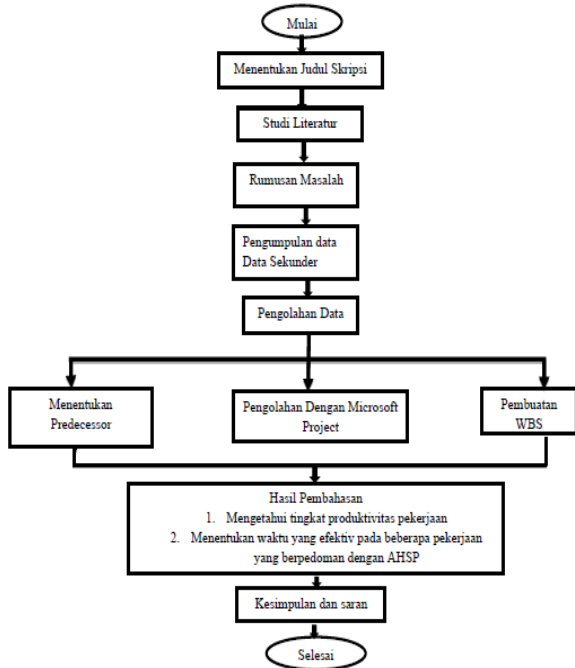 Mulai
Menentukan Judul Skripsi
Studi Literatur
Rumusan Masalah
Pengumpulan data
Data Sekunder
Pengolahan Data
Menentukan
Predecessor
Pengolahan Dengan Microsoft
Project
Pembuatan
WBS
Hasil Pembahasan
1. Mengetahui tingkat produktivitas pekerjaan
2. Menentukan waktu yang efektiv pada beberapa pekerjaan
yang berpedoman dengan AHSP
Kesimpulan dan saran
Selesai